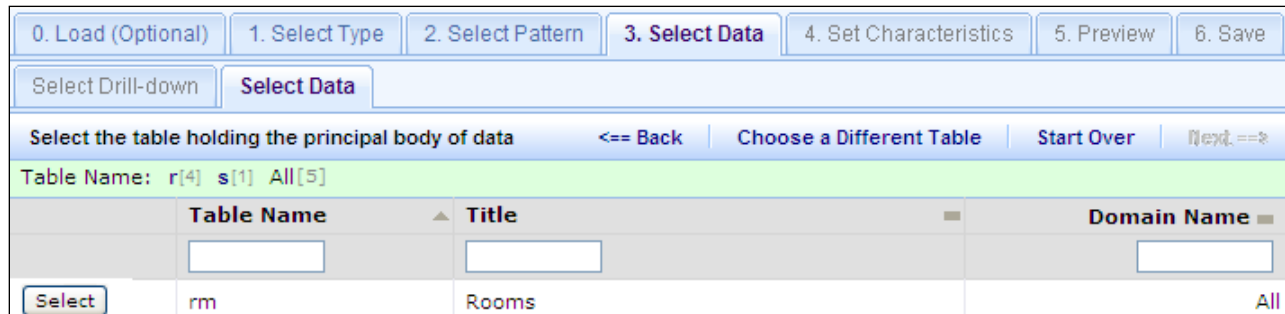 0. Load (Optional) 1. Select Type 2. Select Pattern 3. Select Data 4. Set Characteristics 5. Preview 6. Save
Select Drill-down Select Data
Select the table holding the principal body of data <== Back Choose a Different Table Start Over Next ==>
Table Name: r[4] s[1] All[5]
Table Name Title Domain Name
Select rm Rooms All